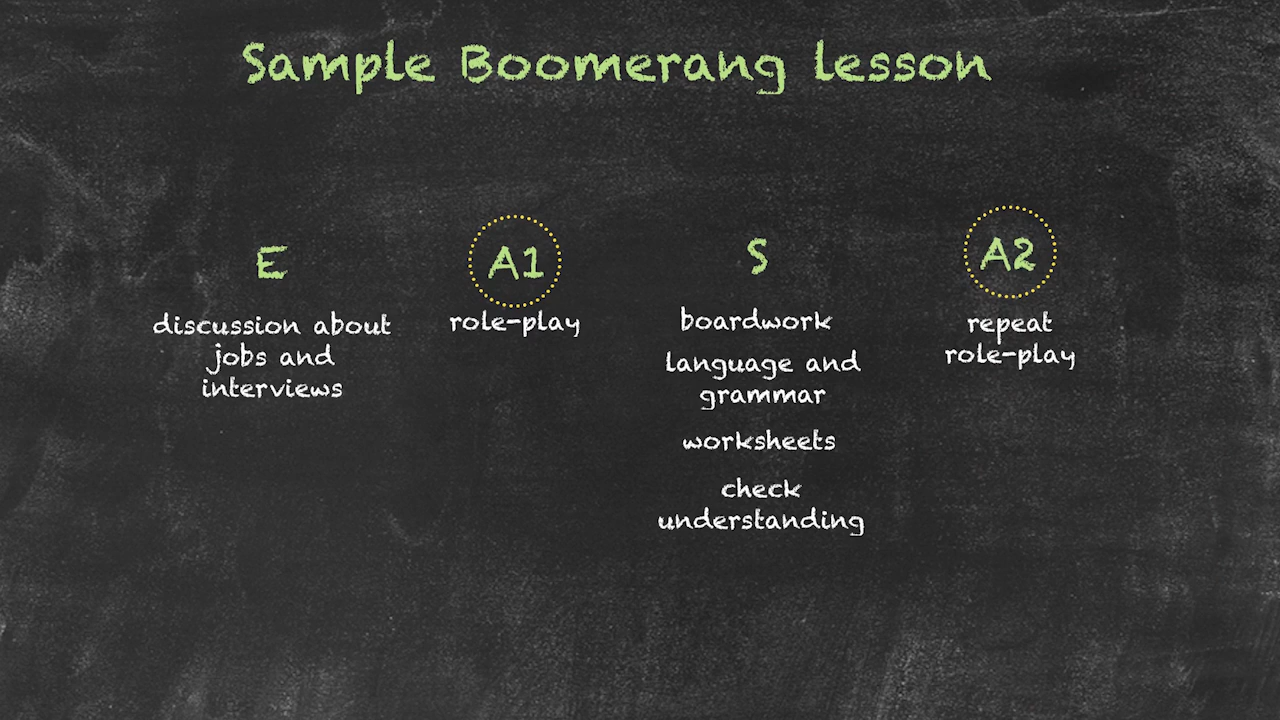 Sample Boomerang lesson
E
discussion about
jobs and
interviews
A1
role-play
S
boardwork
language and
grammar
worksheets
check
understanding
A2
repeat
role-play